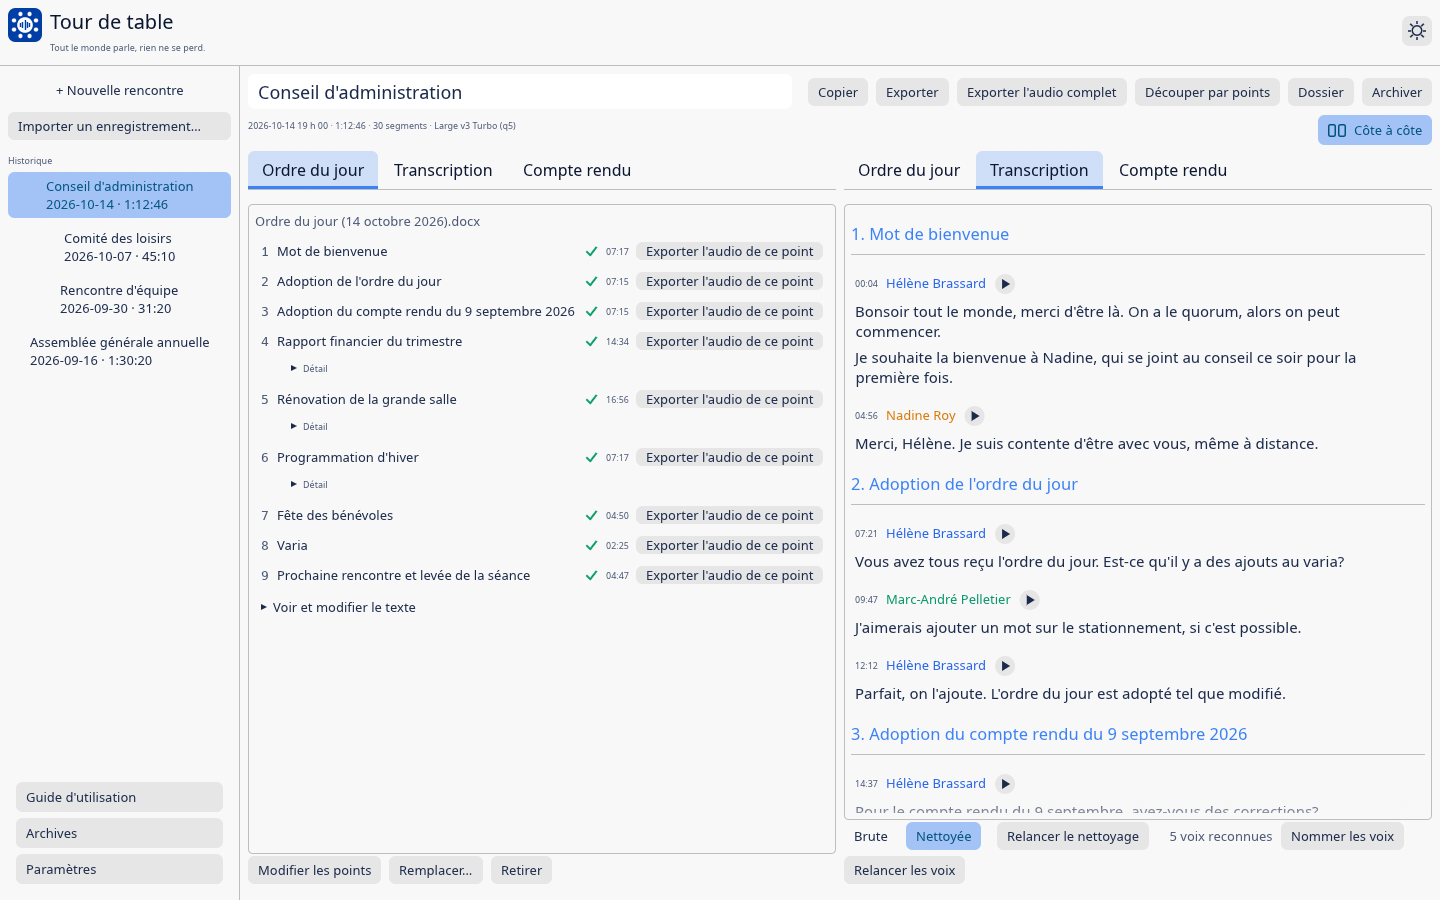 Tour de table
Tout le monde parle, rien ne se perd.
+ Nouvelle rencontre
Importer un enregistrement...
Historique
Conseil d'administration
2026-10-14 · 1:12:46
Comité des loisirs
2026-10-07 · 45:10
Rencontre d'équipe
2026-09-30 · 31:20
Assemblée générale annuelle
2026-09-16 · 1:30:20
Guide d'utilisation
Archives
Paramètres
Conseil d'administration
Copier
Exporter
Exporter l'audio complet
Découper par points
Dossier
Archiver
2026-10-14 19 h 00 · 1:12:46 · 30 segments · Large v3 Turbo (q5)
Côte à côte
Ordre du jour
Transcription
Compte rendu
Ordre du jour (14 octobre 2026).docx
1 Mot de bienvenue 07:17 Exporter l'audio de ce point
2 Adoption de l'ordre du jour 07:15 Exporter l'audio de ce point
3 Adoption du compte rendu du 9 septembre 2026 07:15 Exporter l'audio de ce point
4 Rapport financier du trimestre 14:34 Exporter l'audio de ce point
Détail
5 Rénovation de la grande salle 16:56 Exporter l'audio de ce point
Détail
6 Programmation d'hiver 07:17 Exporter l'audio de ce point
Détail
7 Fête des bénévoles 04:50 Exporter l'audio de ce point
8 Varia 02:25 Exporter l'audio de ce point
9 Prochaine rencontre et levée de la séance 04:47 Exporter l'audio de ce point
Voir et modifier le texte
Modifier les points
Remplacer...
Retirer
Ordre du jour
Transcription
Compte rendu
1. Mot de bienvenue
00:04 Hélène Brassard
Bonsoir tout le monde, merci d'être là. On a le quorum, alors on peut
commencer.
Je souhaite la bienvenue à Nadine, qui se joint au conseil ce soir pour la
première fois.
04:56 Nadine Roy
Merci, Hélène. Je suis contente d'être avec vous, même à distance.
2. Adoption de l'ordre du jour
07:21 Hélène Brassard
Vous avez tous reçu l'ordre du jour. Est-ce qu'il y a des ajouts au varia?
09:47 Marc-André Pelletier
J'aimerais ajouter un mot sur le stationnement, si c'est possible.
12:12 Hélène Brassard
Parfait, on l'ajoute. L'ordre du jour est adopté tel que modifié.
3. Adoption du compte rendu du 9 septembre 2026
14:37 Hélène Brassard
Pour le compte rendu du 9 septembre, avez-vous des corrections?
Brute
Nettoyée
Relancer le nettoyage
5 voix reconnues
Nommer les voix
Relancer les voix